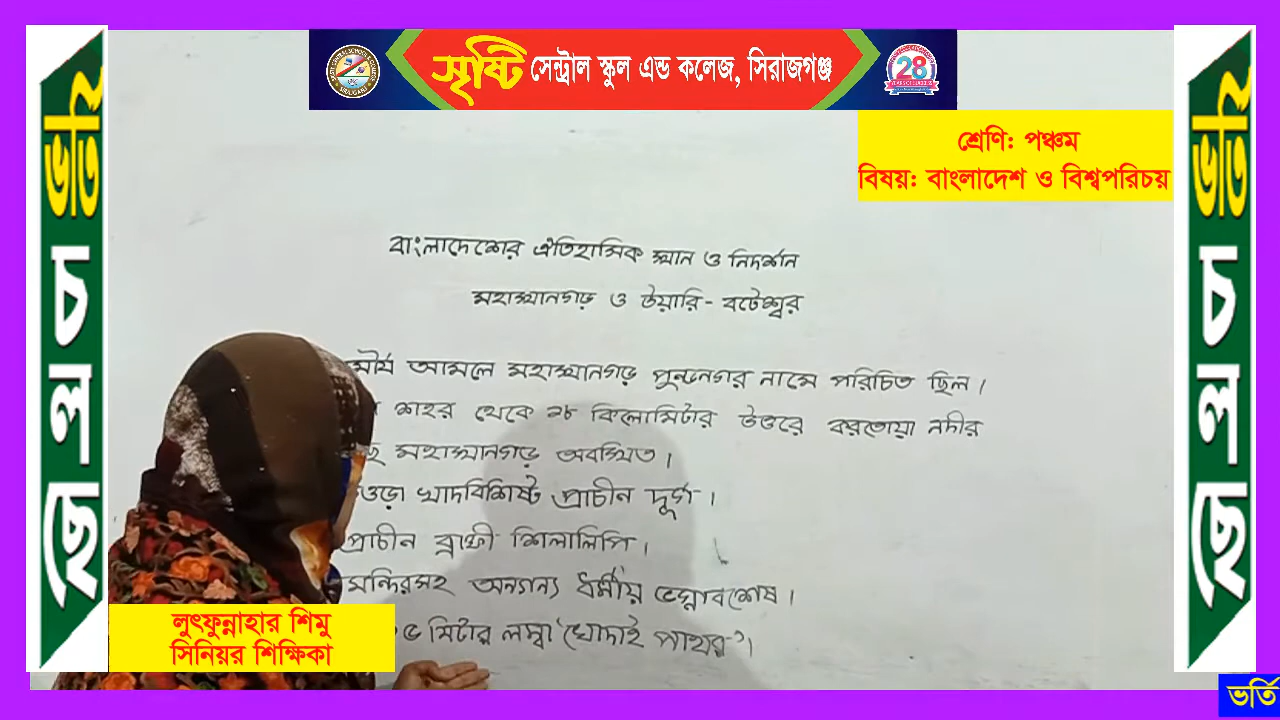 সৃষ্টি সেন্ট্রাল স্কুল এন্ড কলেজ, সিরাজগঞ্জ
28
শ্রেণি: পঞ্চম
বিষয়: বাংলাদেশ ও বিশ্বপরিচয়
ভর্তি চলছে
ভর্তি চলছে
বাংলাদেশের ঐতিহাসিক স্থান ও নিদর্শন
মহাস্থানগড় ও উয়ারি-বটেশ্বর
মৌর্য আমলে মহাস্থানগড় পুন্ড্রনগর নামে পরিচিত ছিল।
শহর থেকে ১৮ কিলোমিটার উত্তরে করতোয়া নদীর
মহাস্থানগড় অবস্থিত।
খাদবিশিষ্ট প্রাচীন দুর্গ।
প্রাচীন ব্রাহ্মী শিলালিপি।
মন্দিরসহ অন্যান্য ধর্মীয় ভগ্নাবশেষ।
মিটার লম্বা 'খোদাই পাথর'।
লুৎফুন্নাহার শিমু
সিনিয়র শিক্ষিকা
ভর্তি